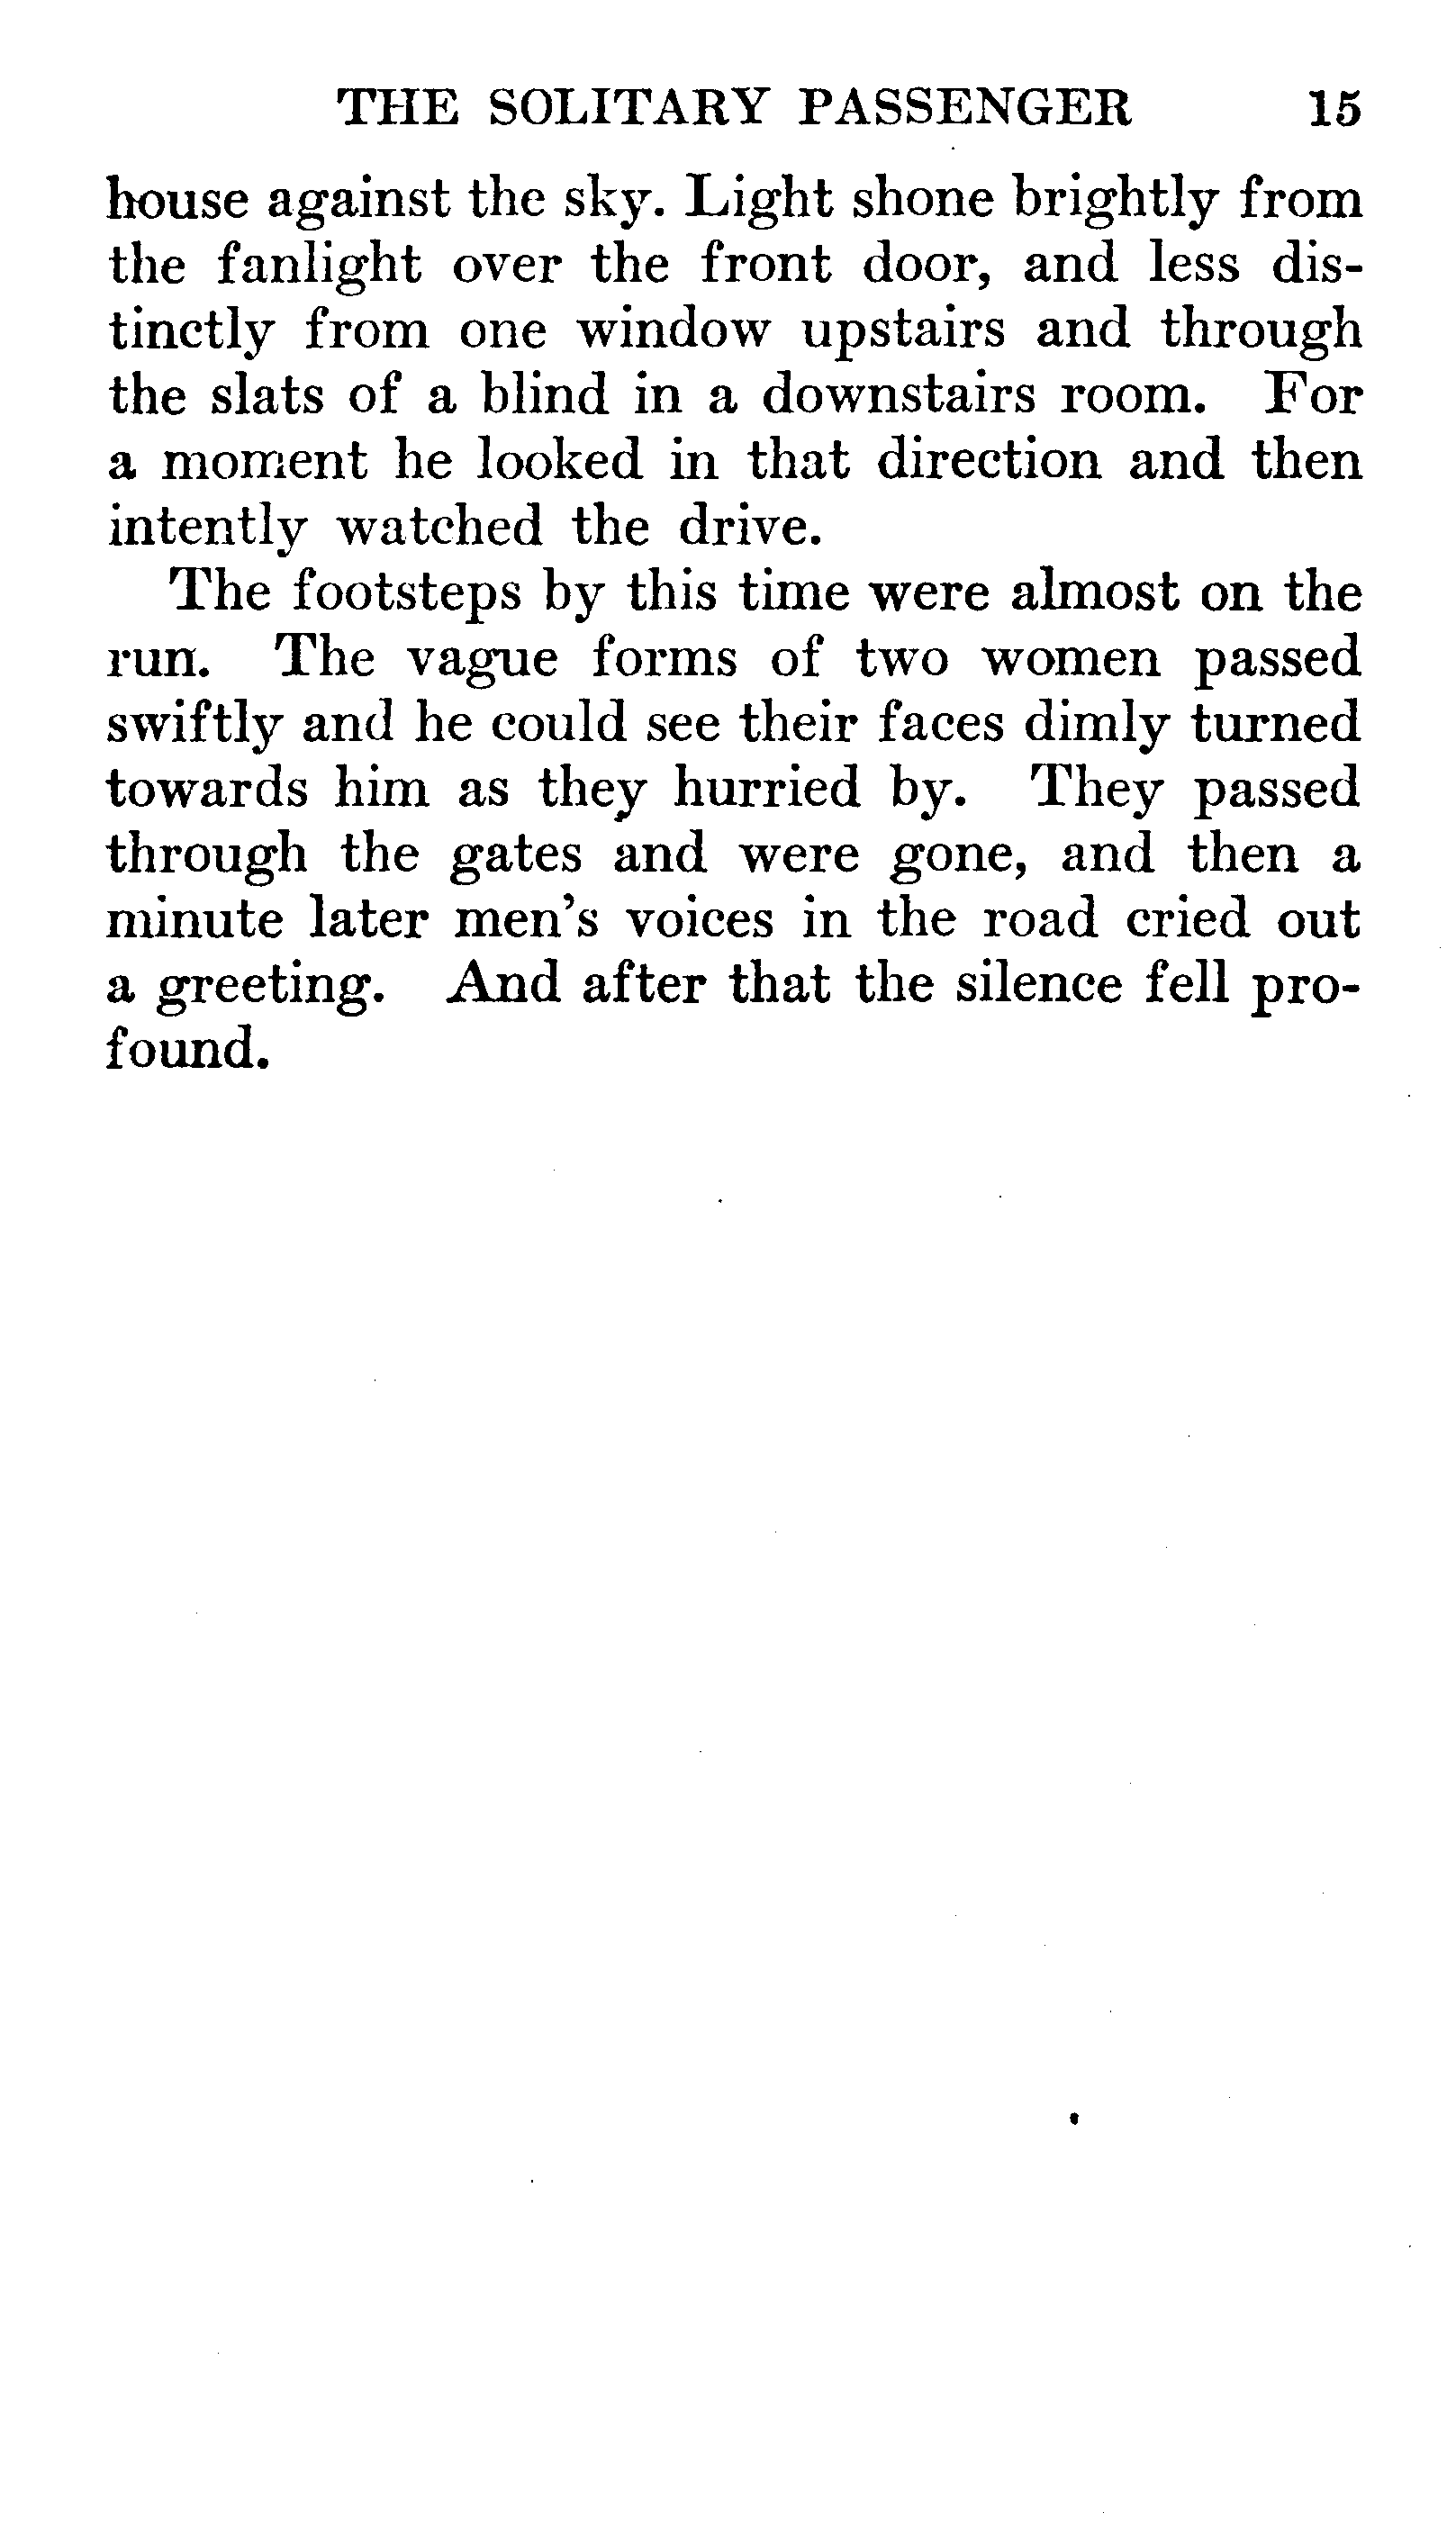 THE SOLITARY PASSENGER 15
house against the sky. Light shone brightly from
the fanlight over the front door, and less dis-
tinctly from one window upstairs and through
the slats of a blind in a downstairs room. For
a moment he looked in that direction and then
intently watched the drive.
The footsteps by this time were almost on the
run. The vague forms of two women passed
swiftly and he could see their faces dimly turned
towards him as they hurried by. They passed
through the gates and were gone, and then a
minute later men's voices in the road cried out
a greeting. And after that the silence fell pro-
found.